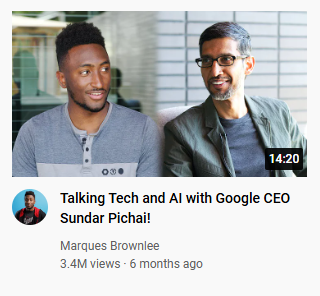 14:20
Talking Tech and AI with Google CEO
Sundar Pichai!
Marques Brownlee
3.4M views · 6 months ago